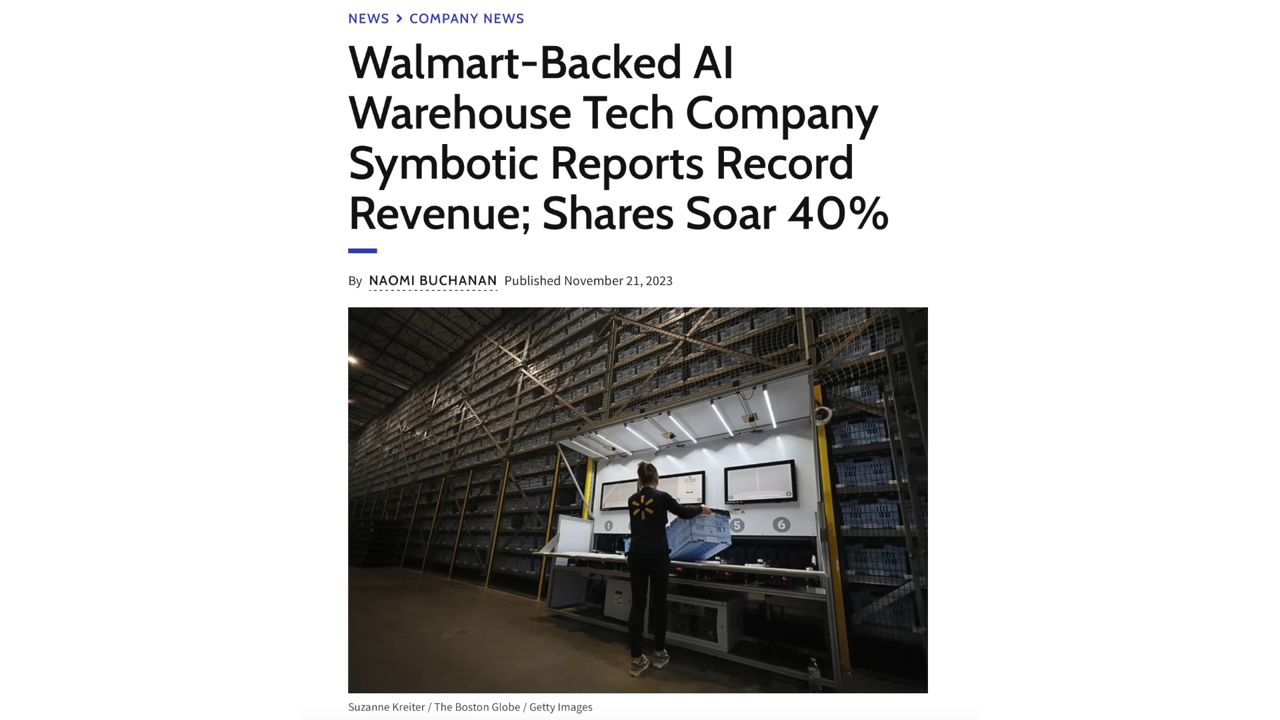 NEWS > COMPANY NEWS
Walmart-Backed AI
Warehouse Tech Company
Symbotic Reports Record
Revenue; Shares Soar 40%
By NAOMI BUCHANAN Published November 21, 2023
1
5
6
Suzanne Kreiter / The Boston Globe / Getty Images